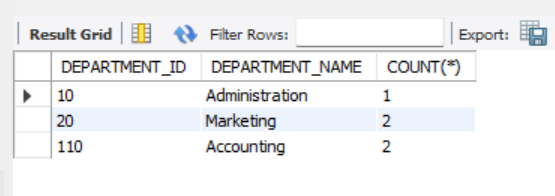 Result Grid Filter Rows: Export:
DEPARTMENT_ID DEPARTMENT_NAME COUNT(*)
10 Administration 1
20 Marketing 2
110 Accounting 2